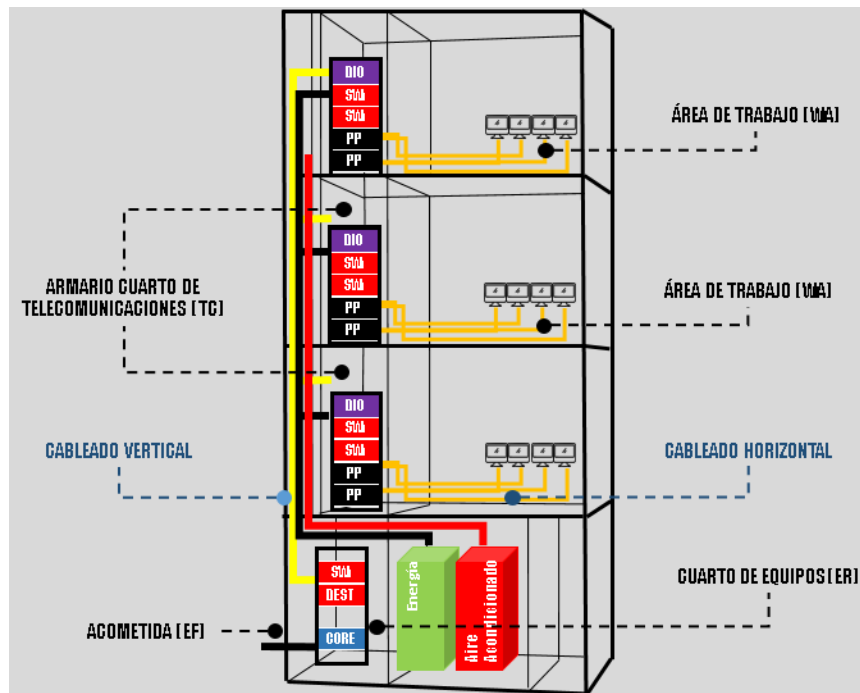 DIO
SW
SW
PP
PP
ÁREA DE TRABAJO [WA]
DIO
SW
SW
PP
PP
ARMARIO CUARTO DE
TELECOMUNICACIONES [TC]
ÁREA DE TRABAJO [WA]
DIO
SW
SW
PP
PP
CABLEADO VERTICAL
CABLEADO HORIZONTAL
SW
DEST
CORE
Energía
Aire
Acondicionado
CUARTO DE EQUIPOS [ER]
ACOMETIDA [EF]